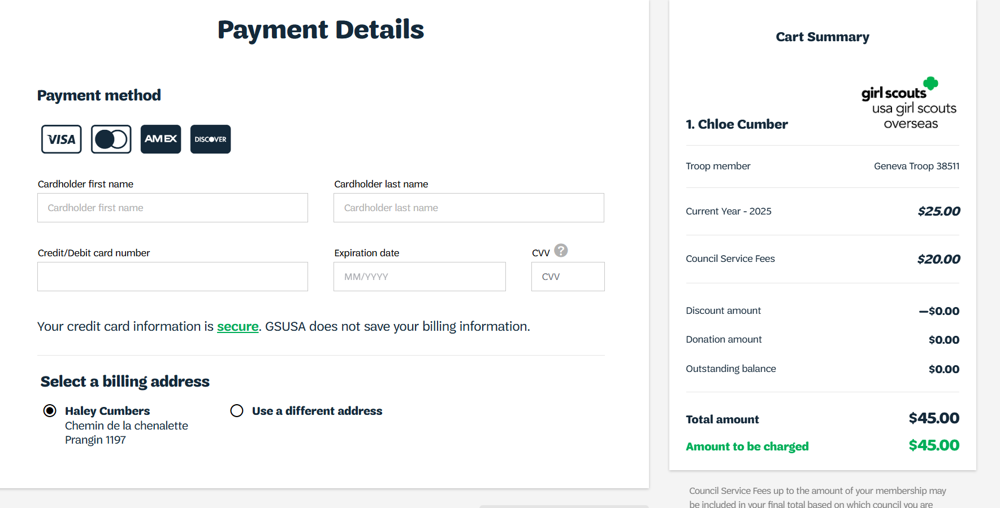 Payment Details
Payment method
VISA
AMEX
DISCOVER
Cardholder first name
Cardholder last name
Cardholder first name
Cardholder last name
Credit/Debit card number
Expiration date
CVV ?
MM/YYYY
CVV
Your credit card information is secure. GSUSA does not save your billing information.
Select a billing address
Haley Cumbers
Chemin de la chenalette
Prangin 1197
Use a different address
Cart Summary
girl scouts
usa girl scouts
overseas
1. Chloe Cumber
Troop member
Geneva Troop 38511
Current Year - 2025
$25.00
Council Service Fees
$20.00
Discount amount
—$0.00
Donation amount
$0.00
Outstanding balance
$0.00
Total amount
$45.00
Amount to be charged
$45.00
Council Service Fees up to the amount of your membership may
be included in your final total based on which council you are